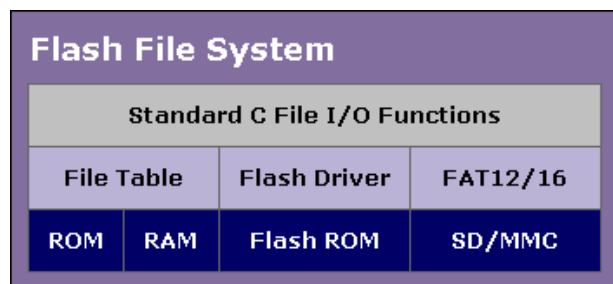 Flash File System
Standard C File I/O Functions
File Table Flash Driver FAT12/16
ROM RAM Flash ROM SD/MMC